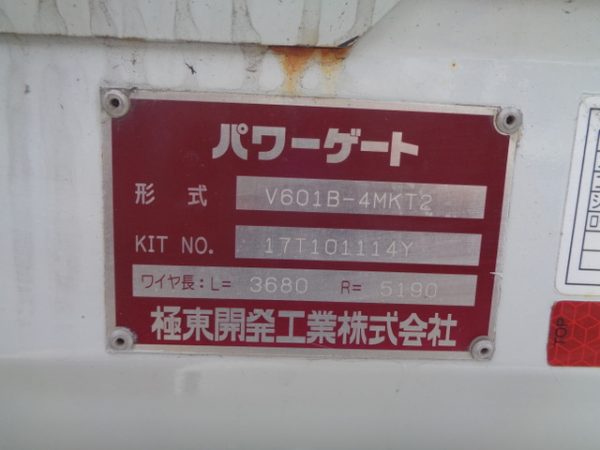 パワーゲート
形式 V601B-4MKT2
KIT NO. 17T101114Y
ワイヤ長:L= 3680 R= 5190
極東開発工業株式会社
TOP